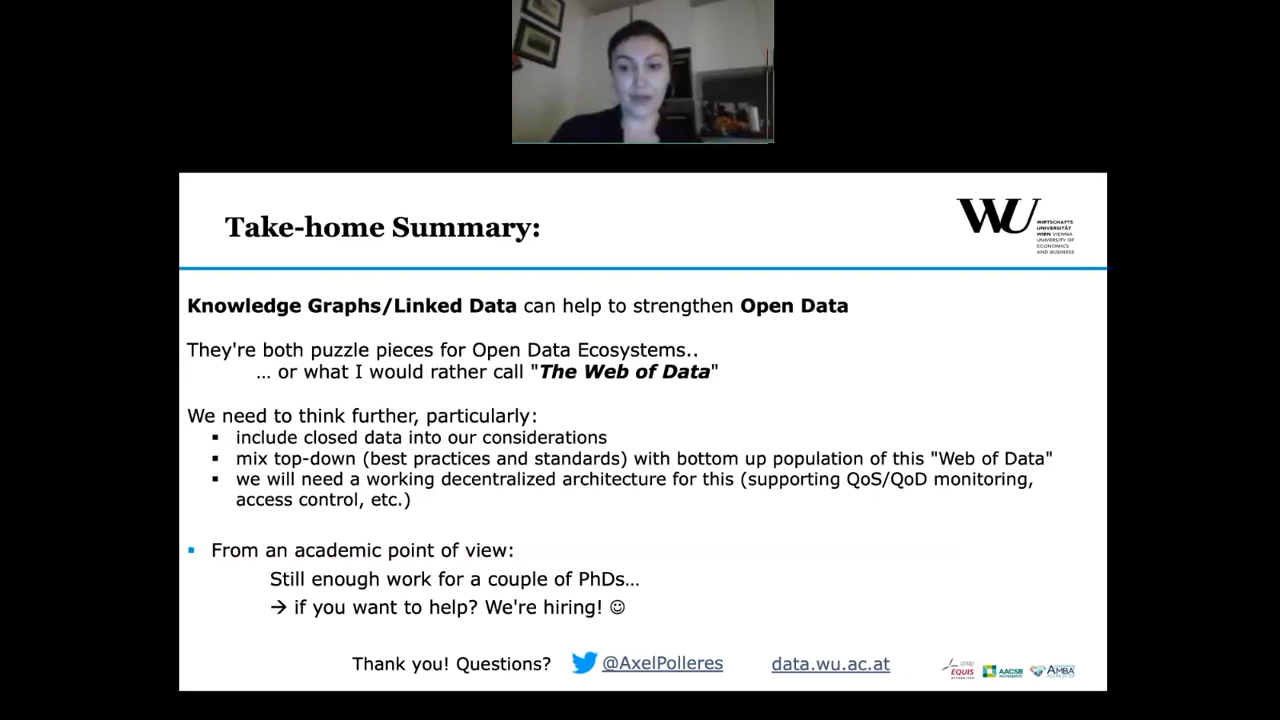 Take-home Summary:
WU
WIRTSCHAFTS
UNIVERSITÄT
WIEN VIENNA
UNIVERSITY OF
ECONOMICS
AND BUSINESS
Knowledge Graphs/Linked Data can help to strengthen Open Data
They're both puzzle pieces for Open Data Ecosystems..
… or what I would rather call "The Web of Data"
We need to think further, particularly:
▪ include closed data into our considerations
▪ mix top-down (best practices and standards) with bottom up population of this "Web of Data"
▪ we will need a working decentralized architecture for this (supporting QoS/QoD monitoring,
access control, etc.)
▪ From an academic point of view:
Still enough work for a couple of PhDs…
→ if you want to help? We're hiring! ☺
Thank you! Questions? @AxelPolleres data.wu.ac.at
EQUIS
AACSB
AMBA